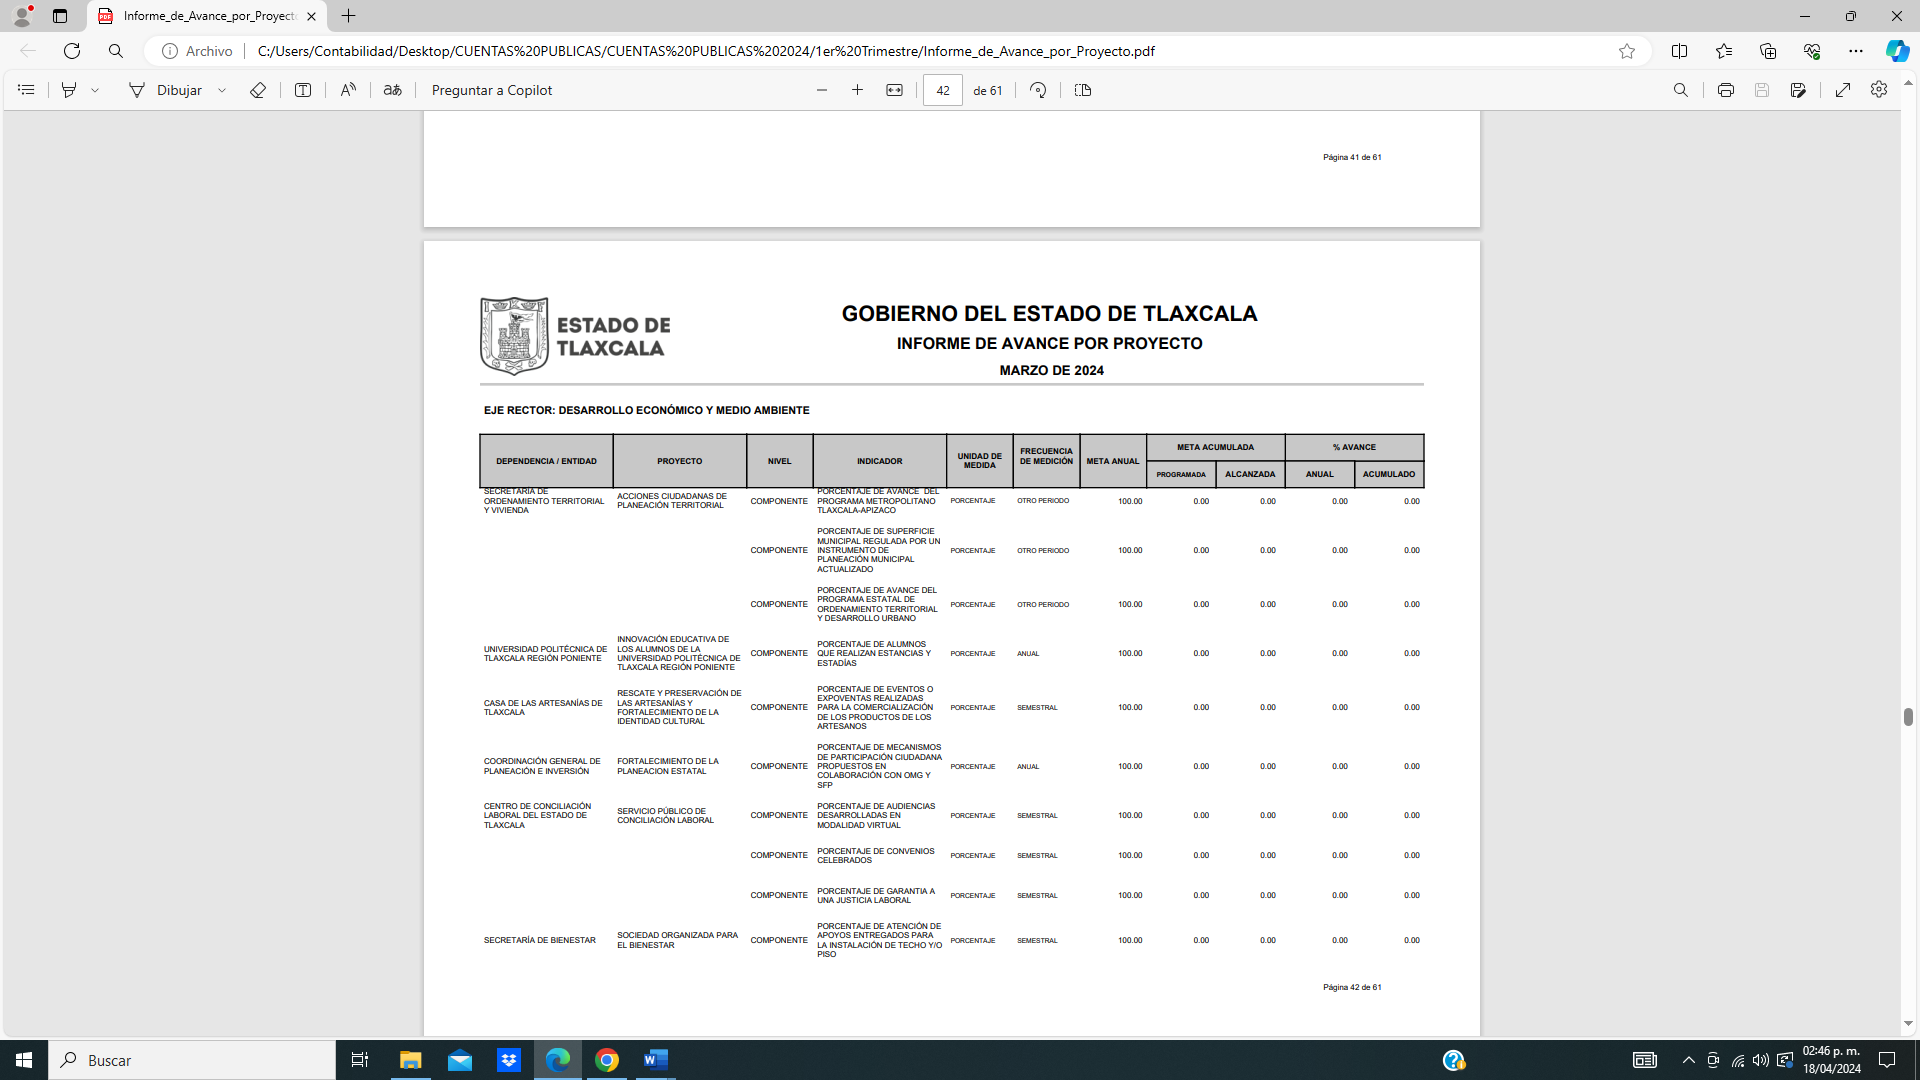 Informe_de_Avance_por_Proyecto
Archivo
C:/Users/Contabilidad/Desktop/CUENTAS%20PUBLICAS/CUENTAS%20PUBLICAS%202024/1er%20Trimestre/Informe_de_Avance_por_Proyecto.pdf
Dibujar
Preguntar a Copilot
42 de 61
Página 41 de 61
ESTADO DE
TLAXCALA
GOBIERNO DEL ESTADO DE TLAXCALA
INFORME DE AVANCE POR PROYECTO
MARZO DE 2024
EJE RECTOR: DESARROLLO ECONÓMICO Y MEDIO AMBIENTE
DEPENDENCIA / ENTIDAD
PROYECTO
NIVEL
INDICADOR
UNIDAD DE
MEDIDA
FRECUENCIA
DE MEDICIÓN
META ANUAL
META ACUMULADA
PROGRAMADA
ALCANZADA
% AVANCE
ANUAL
ACUMULADO
SECRETARÍA DE
ORDENAMIENTO TERRITORIAL
Y VIVIENDA
ACCIONES CIUDADANAS DE
PLANEACIÓN TERRITORIAL
COMPONENTE
PORCENTAJE DE AVANCE DEL
PROGRAMA METROPOLITANO
TLAXCALA-APIZACO
PORCENTAJE
OTRO PERIODO
100.00 0.00 0.00 0.00 0.00
COMPONENTE
PORCENTAJE DE SUPERFICIE
MUNICIPAL REGULADA POR UN
INSTRUMENTO DE
PLANEACIÓN MUNICIPAL
ACTUALIZADO
PORCENTAJE
OTRO PERIODO
100.00 0.00 0.00 0.00 0.00
COMPONENTE
PORCENTAJE DE AVANCE DEL
PROGRAMA ESTATAL DE
ORDENAMIENTO TERRITORIAL
Y DESARROLLO URBANO
PORCENTAJE
OTRO PERIODO
100.00 0.00 0.00 0.00 0.00
UNIVERSIDAD POLITÉCNICA DE
TLAXCALA REGIÓN PONIENTE
INNOVACIÓN EDUCATIVA DE
LOS ALUMNOS DE LA
UNIVERSIDAD POLITÉCNICA DE
TLAXCALA REGIÓN PONIENTE
COMPONENTE
PORCENTAJE DE ALUMNOS
QUE REALIZAN ESTANCIAS Y
ESTADÍAS
PORCENTAJE
ANUAL
100.00 0.00 0.00 0.00 0.00
CASA DE LAS ARTESANÍAS DE
TLAXCALA
RESCATE Y PRESERVACIÓN DE
LAS ARTESANÍAS Y
FORTALECIMIENTO DE LA
IDENTIDAD CULTURAL
COMPONENTE
PORCENTAJE DE EVENTOS O
EXPOVENTAS REALIZADAS
PARA LA COMERCIALIZACIÓN
DE LOS PRODUCTOS DE LOS
ARTESANOS
PORCENTAJE
SEMESTRAL
100.00 0.00 0.00 0.00 0.00
COORDINACIÓN GENERAL DE
PLANEACIÓN E INVERSIÓN
FORTALECIMIENTO DE LA
PLANEACION ESTATAL
COMPONENTE
PORCENTAJE DE MECANISMOS
DE PARTICIPACIÓN CIUDADANA
PROPUESTOS EN
COLABORACIÓN CON OMG Y
SFP
PORCENTAJE
ANUAL
100.00 0.00 0.00 0.00 0.00
CENTRO DE CONCILIACIÓN
LABORAL DEL ESTADO DE
TLAXCALA
SERVICIO PÚBLICO DE
CONCILIACIÓN LABORAL
COMPONENTE
PORCENTAJE DE AUDIENCIAS
DESARROLLADAS EN
MODALIDAD VIRTUAL
PORCENTAJE
SEMESTRAL
100.00 0.00 0.00 0.00 0.00
COMPONENTE
PORCENTAJE DE CONVENIOS
CELEBRADOS
PORCENTAJE
SEMESTRAL
100.00 0.00 0.00 0.00 0.00
COMPONENTE
PORCENTAJE DE GARANTIA A
UNA JUSTICIA LABORAL
PORCENTAJE
SEMESTRAL
100.00 0.00 0.00 0.00 0.00
SECRETARÍA DE BIENESTAR
SOCIEDAD ORGANIZADA PARA
EL BIENESTAR
COMPONENTE
PORCENTAJE DE ATENCIÓN DE
APOYOS ENTREGADOS PARA
LA INSTALACIÓN DE TECHO Y/O
PISO
PORCENTAJE
SEMESTRAL
100.00 0.00 0.00 0.00 0.00
Página 42 de 61
Buscar
02:46 p. m.
18/04/2024